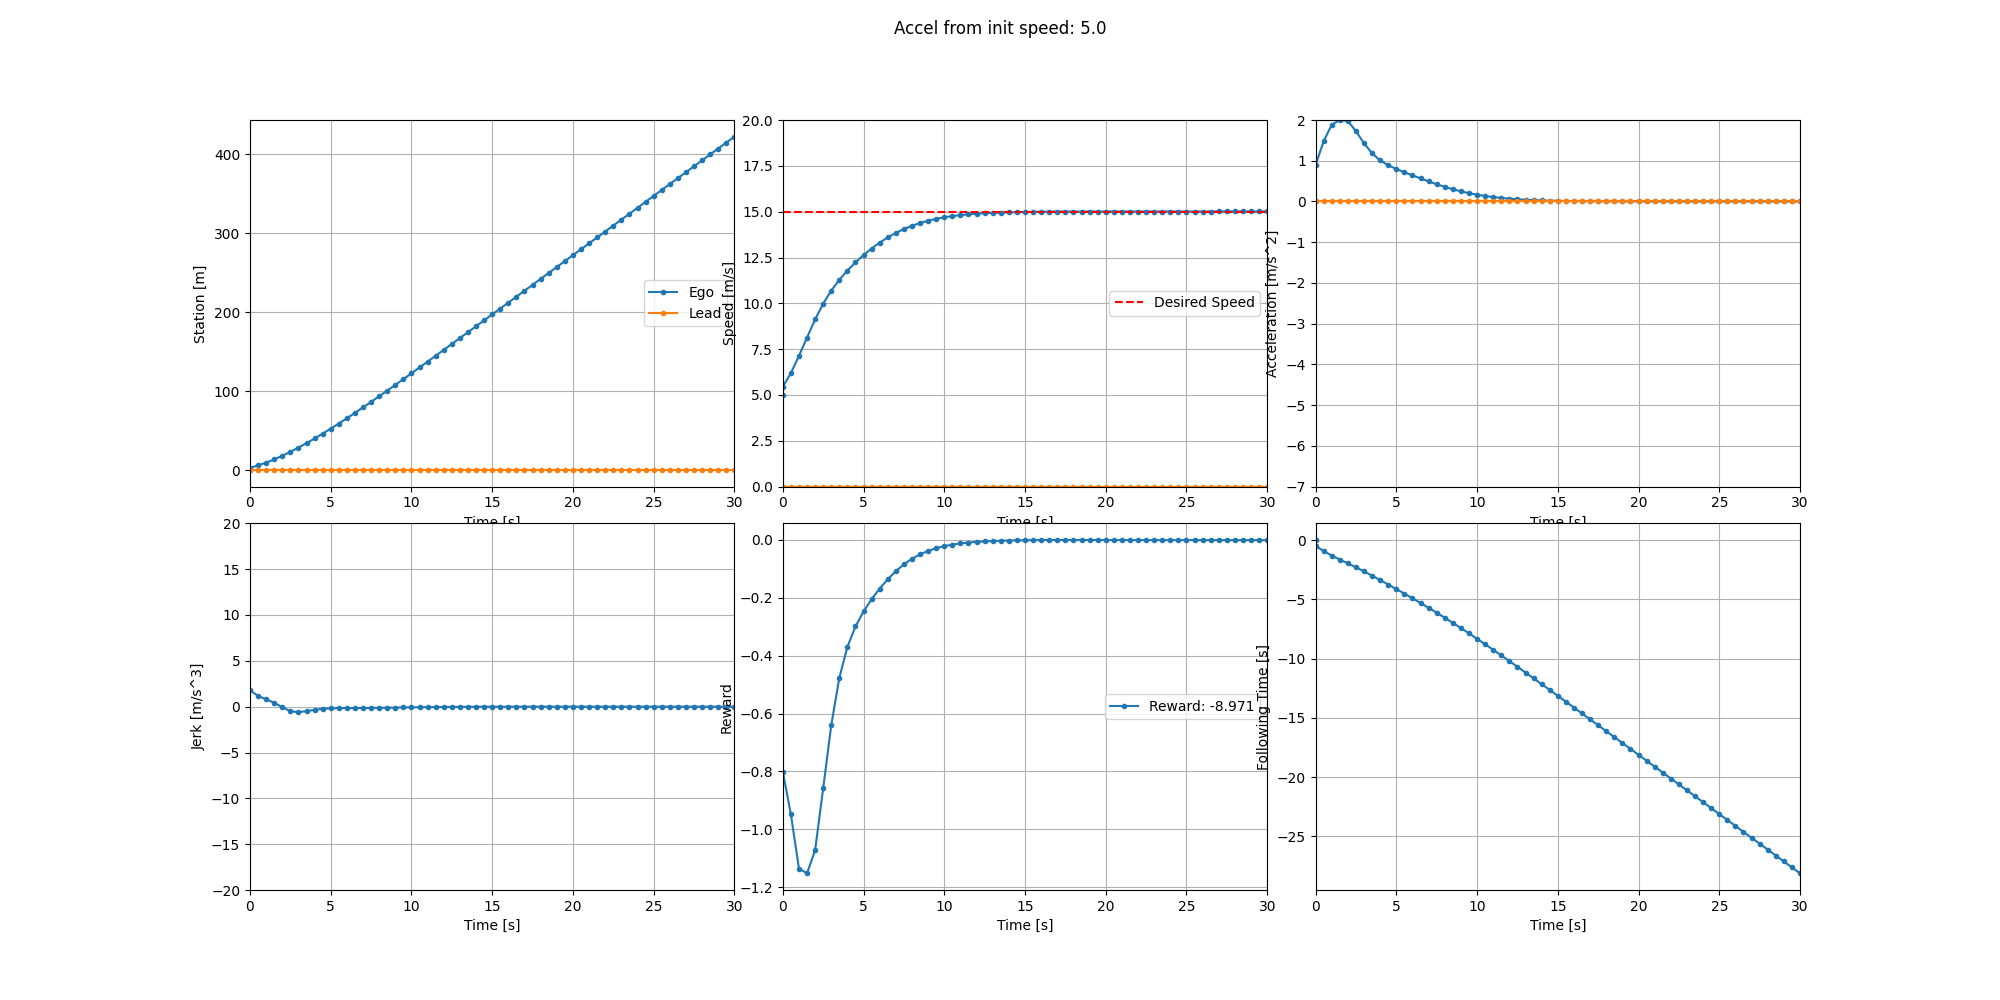 Accel from init speed: 5.0
400
300
200
100
0
Station [m]
0 5 10 15 20 25 30
Time [s]
Ego
Lead
20.0
17.5
15.0
12.5
10.0
7.5
5.0
2.5
0.0
Speed [m/s]
0 5 10 15 20 25 30
Time [s]
Desired Speed
2
1
0
−1
−2
−3
−4
−5
−6
−7
Acceleration [m/s^2]
0 5 10 15 20 25 30
Time [s]
20
15
10
5
0
−5
−10
−15
−20
Jerk [m/s^3]
0 5 10 15 20 25 30
Time [s]
0.0
−0.2
−0.4
−0.6
−0.8
−1.0
−1.2
Reward
0 5 10 15 20 25 30
Time [s]
Reward: -8.971
0
−5
−10
−15
−20
−25
Following Time [s]
0 5 10 15 20 25 30
Time [s]